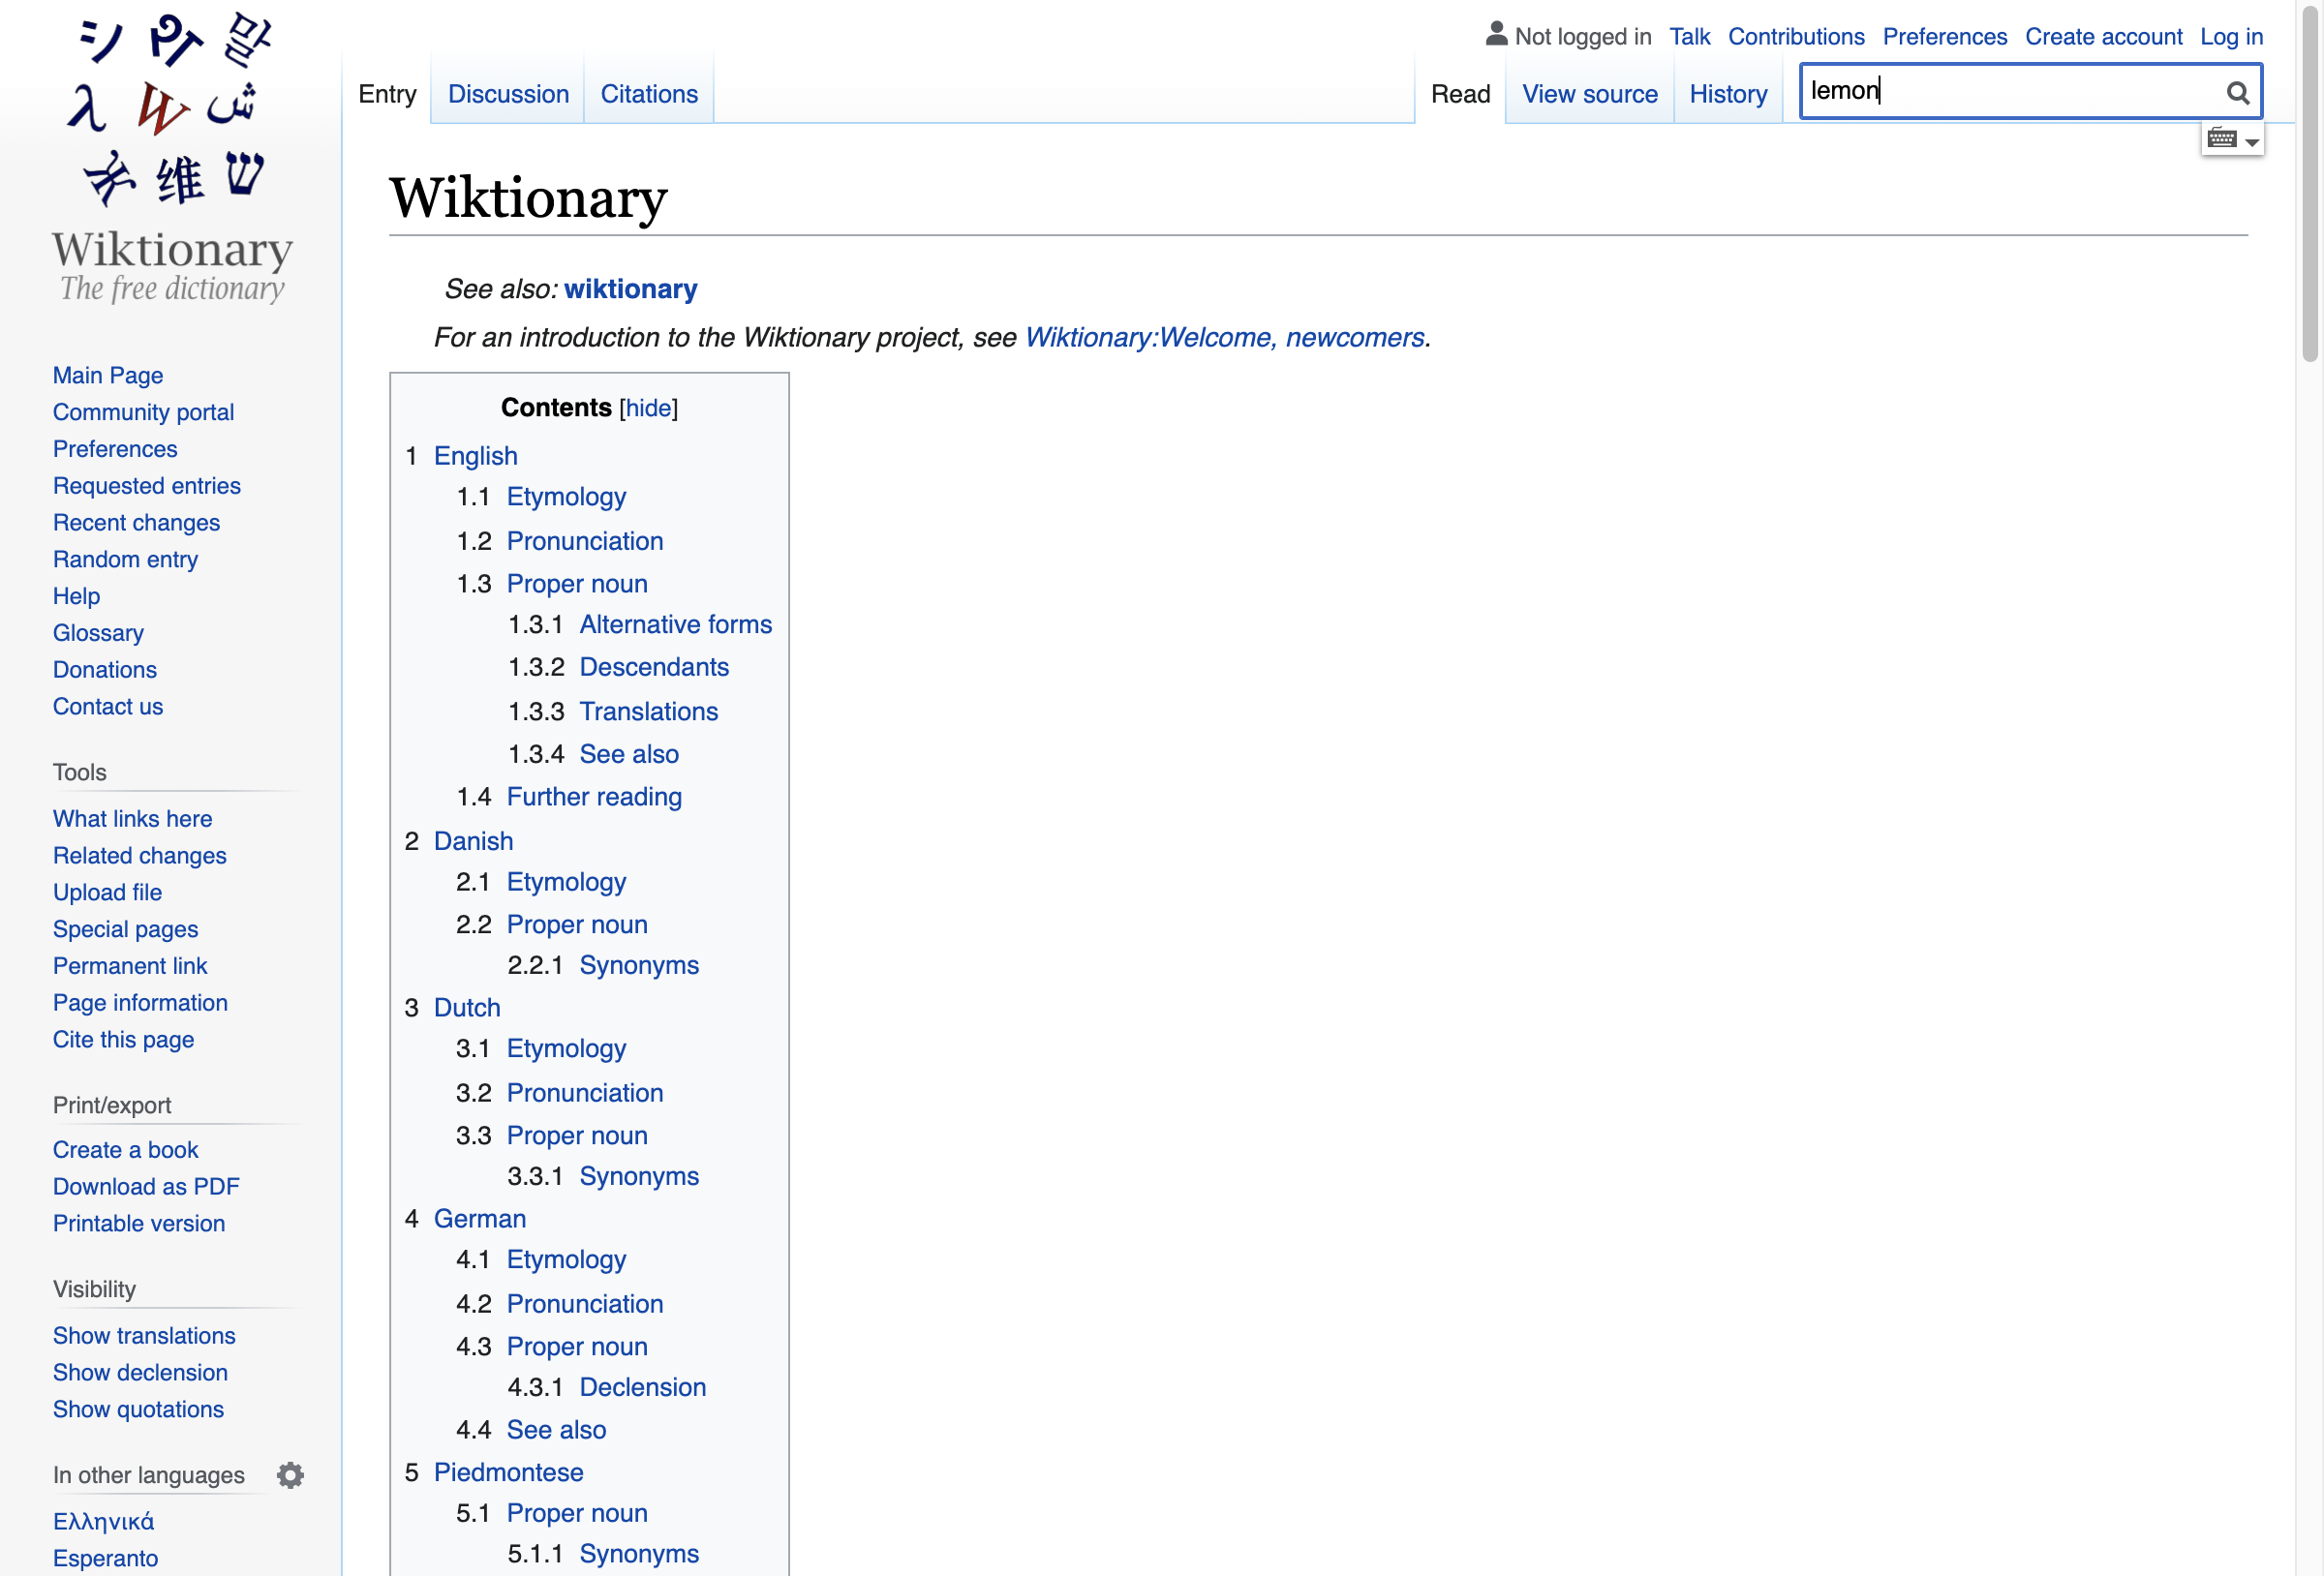 シ
말
λ
W
ش
维
ש
Wiktionary
The free dictionary
Main Page
Community portal
Preferences
Requested entries
Recent changes
Random entry
Help
Glossary
Donations
Contact us
Tools
What links here
Related changes
Upload file
Special pages
Permanent link
Page information
Cite this page
Print/export
Create a book
Download as PDF
Printable version
Visibility
Show translations
Show declension
Show quotations
In other languages
Ελληνικά
Esperanto
Not logged in Talk Contributions Preferences Create account Log in
Entry Discussion Citations Read View source History lemon
Wiktionary
See also: wiktionary
For an introduction to the Wiktionary project, see Wiktionary:Welcome, newcomers.
Contents [hide]
1 English
1.1 Etymology
1.2 Pronunciation
1.3 Proper noun
1.3.1 Alternative forms
1.3.2 Descendants
1.3.3 Translations
1.3.4 See also
1.4 Further reading
2 Danish
2.1 Etymology
2.2 Proper noun
2.2.1 Synonyms
3 Dutch
3.1 Etymology
3.2 Pronunciation
3.3 Proper noun
3.3.1 Synonyms
4 German
4.1 Etymology
4.2 Pronunciation
4.3 Proper noun
4.3.1 Declension
4.4 See also
5 Piedmontese
5.1 Proper noun
5.1.1 Synonyms